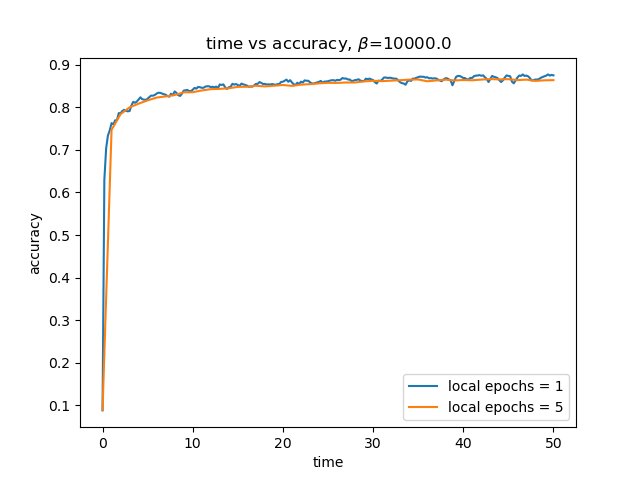 time vs accuracy, β=10000.0
accuracy
0.9
0.8
0.7
0.6
0.5
0.4
0.3
0.2
0.1
local epochs = 1
local epochs = 5
0 10 20 30 40 50
time